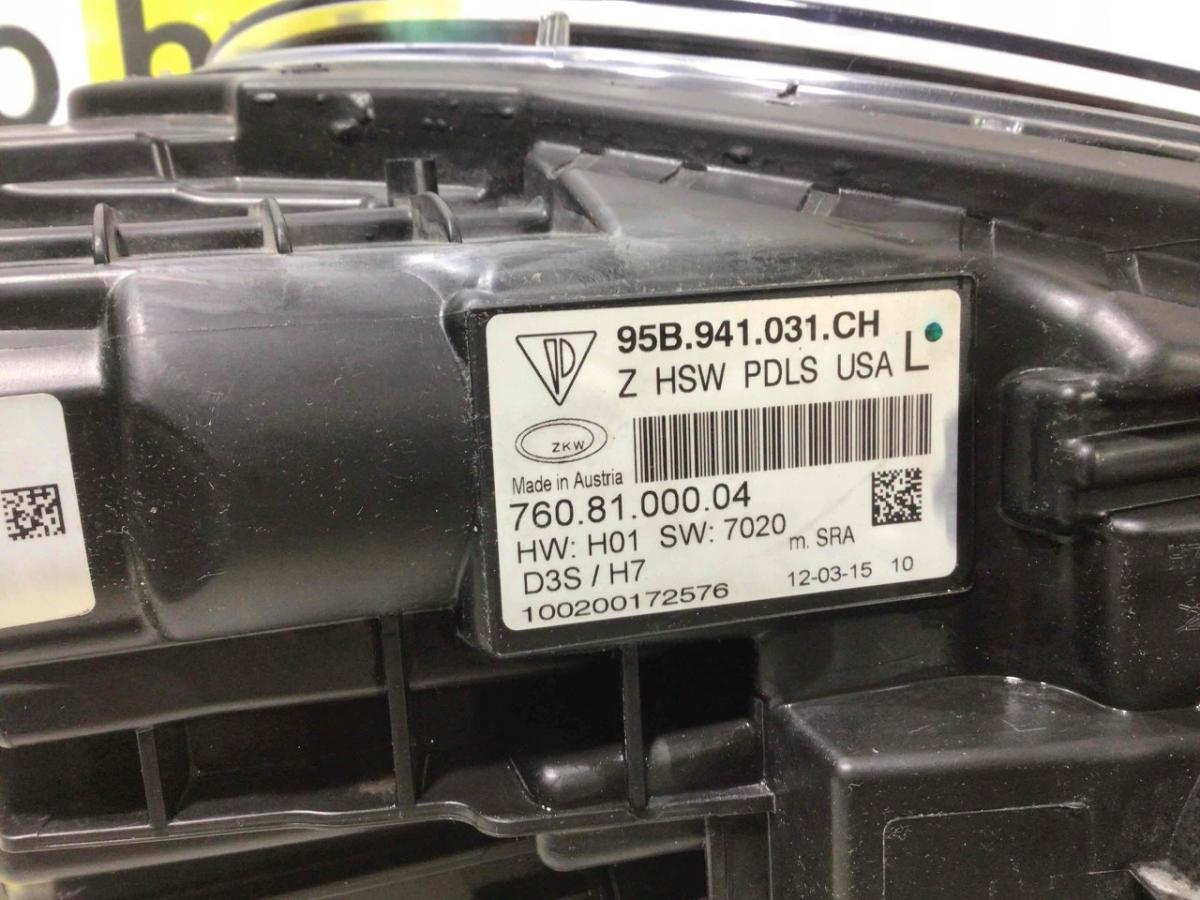 95B.941.031.CH
Z HSW PDLS USA L
ZKW
Made in Austria
760.81.000.04
HW: H01 SW: 7020 m. SRA
D3S / H7
12-03-15 10
100200172576